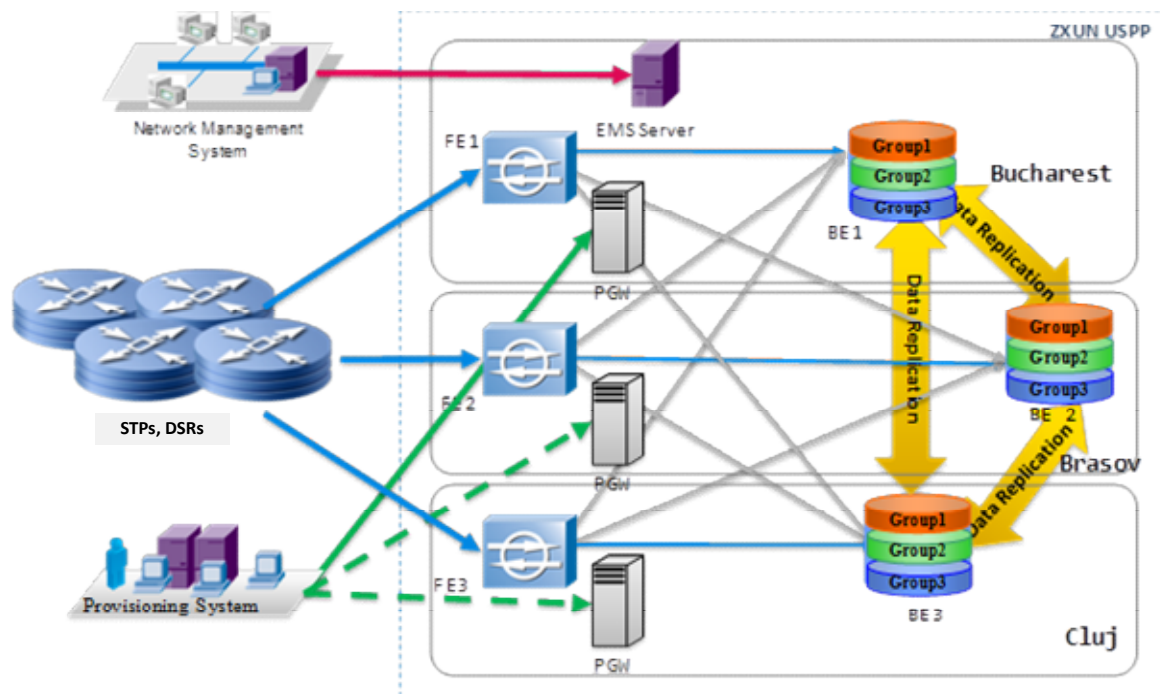 ZXUN USPP
Network Management
System
EMS Server
FE1
Group1
Group2
Group3
Bucharest
BE1
PGW
Data Replication
Data Replication
Group1
Group2
Group3
FE2
BE 2
STPs, DSRs
PGW
Brasov
Data Replication
Group1
Group2
Group3
FE3
BE3
Provisioning System
Cluj
PGW